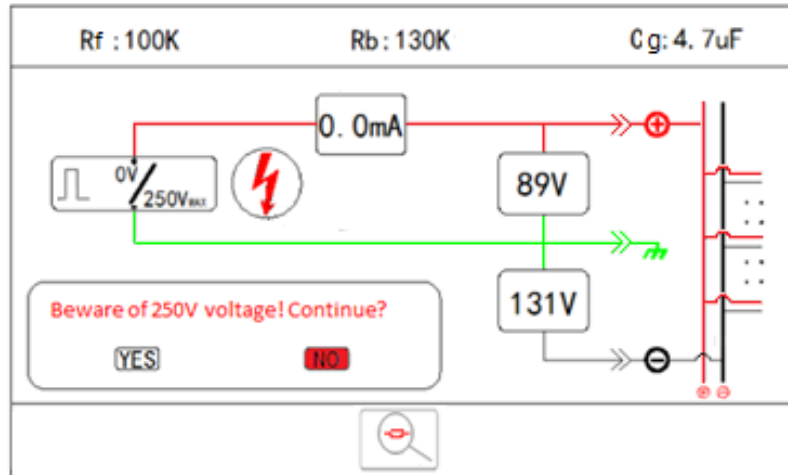 Rf:100K Rb:130K Cg:4.7uF
0.0mA
0V
250VMAX
89V
131V
Beware of 250V voltage! Continue?
YES NO